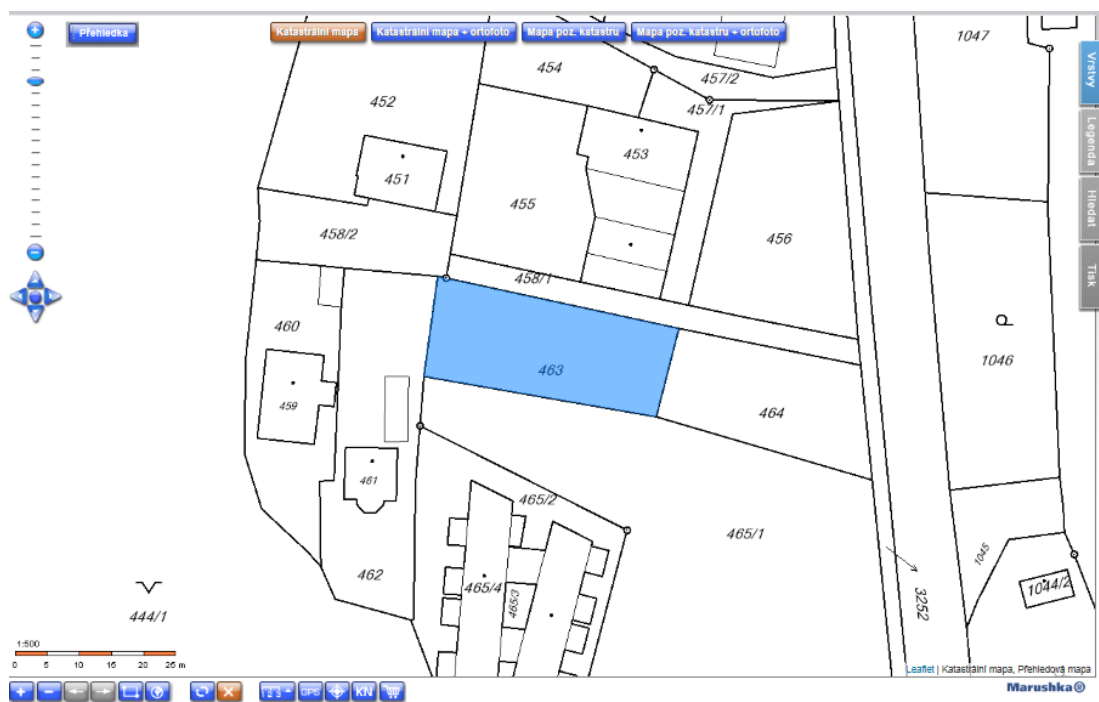 Přehledka
Katastrální mapa
Katastrální mapa + ortofoto
Mapa poz. katastru
Mapa poz. katastru + ortofoto
Vrstvy
Legenda
Hledat
Tisk
1047
454
457/2
452
457/1
453
451
455
456
458/2
458/1
460
1046
463
464
459
461
465/2
465/1
1045
462
465/4
465/3
1044/2
3252
444/1
1:500
0 5 10 15 20 25 m
Leaflet | Katastrální mapa, Přehledová mapa
GPS
KN
Marushka®